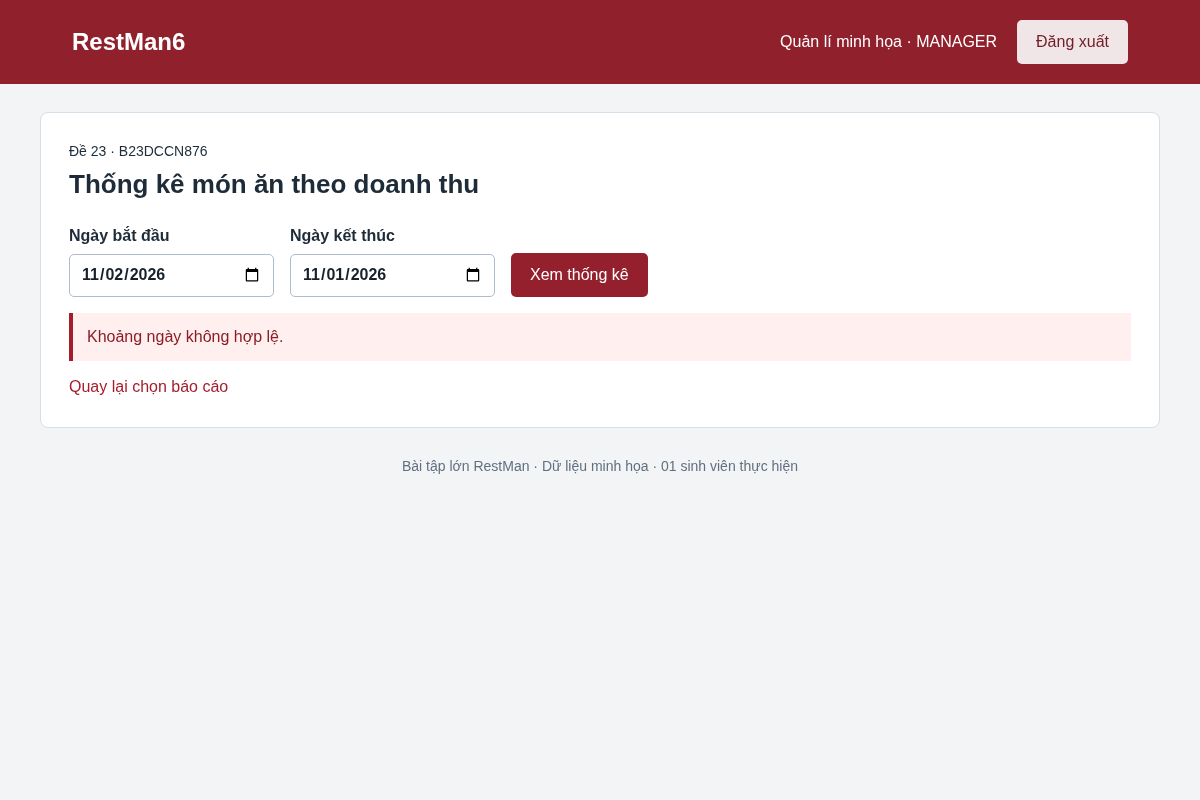 RestMan6
Quản lí minh họa · MANAGER
Đăng xuất
Đề 23 · B23DCCN876
Thống kê món ăn theo doanh thu
Ngày bắt đầu
Ngày kết thúc
11/02/2026
11/01/2026
Xem thống kê
Khoảng ngày không hợp lệ.
Quay lại chọn báo cáo
Bài tập lớn RestMan · Dữ liệu minh họa · 01 sinh viên thực hiện